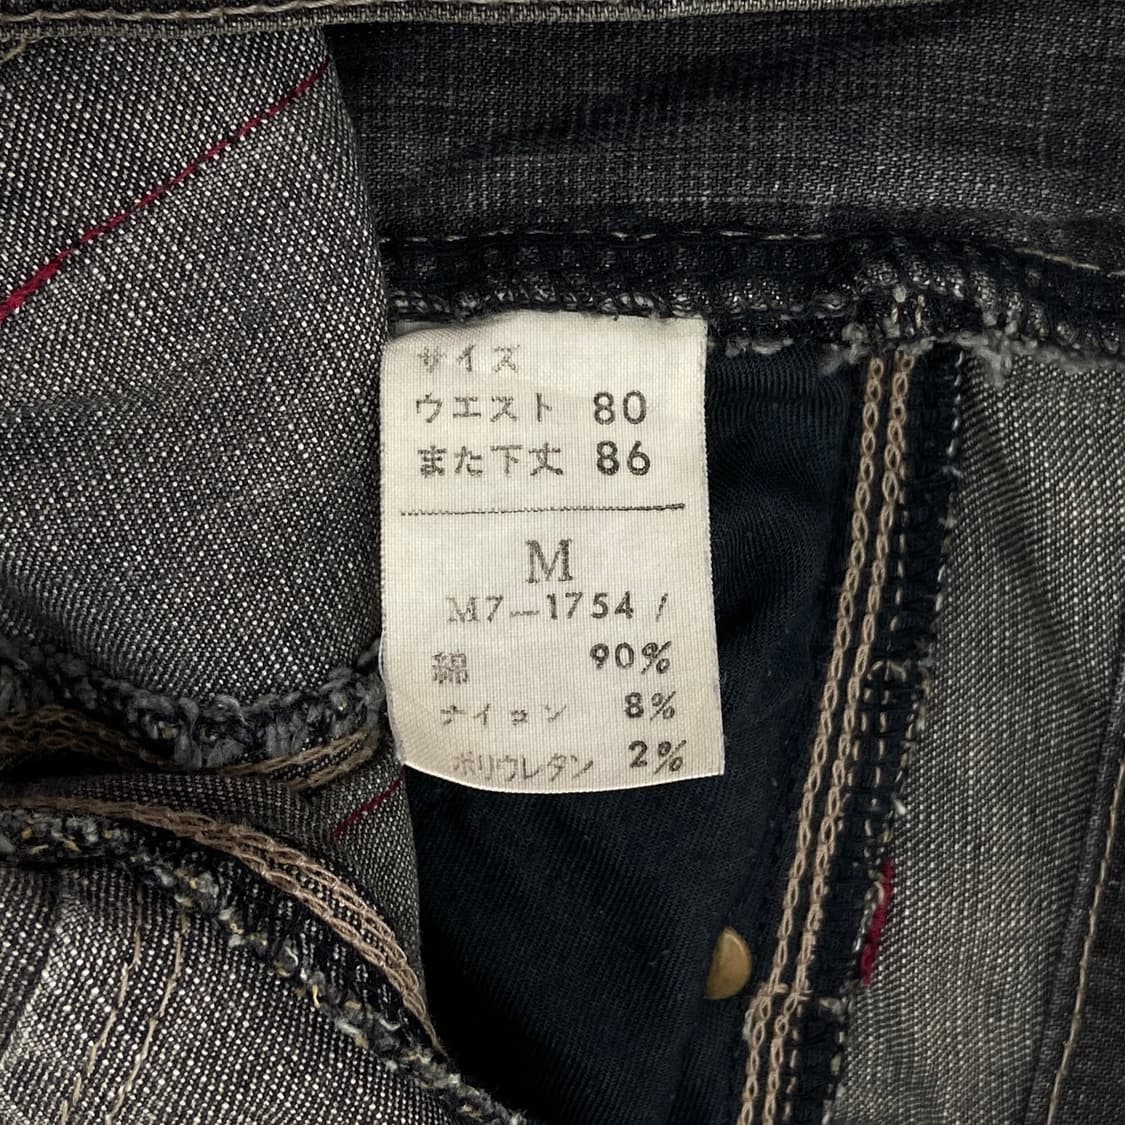 サイズ
ウエスト 80
また下丈 86
M
M7-1754 /
綿 90%
ナイロン 8%
ポリウレタン 2%